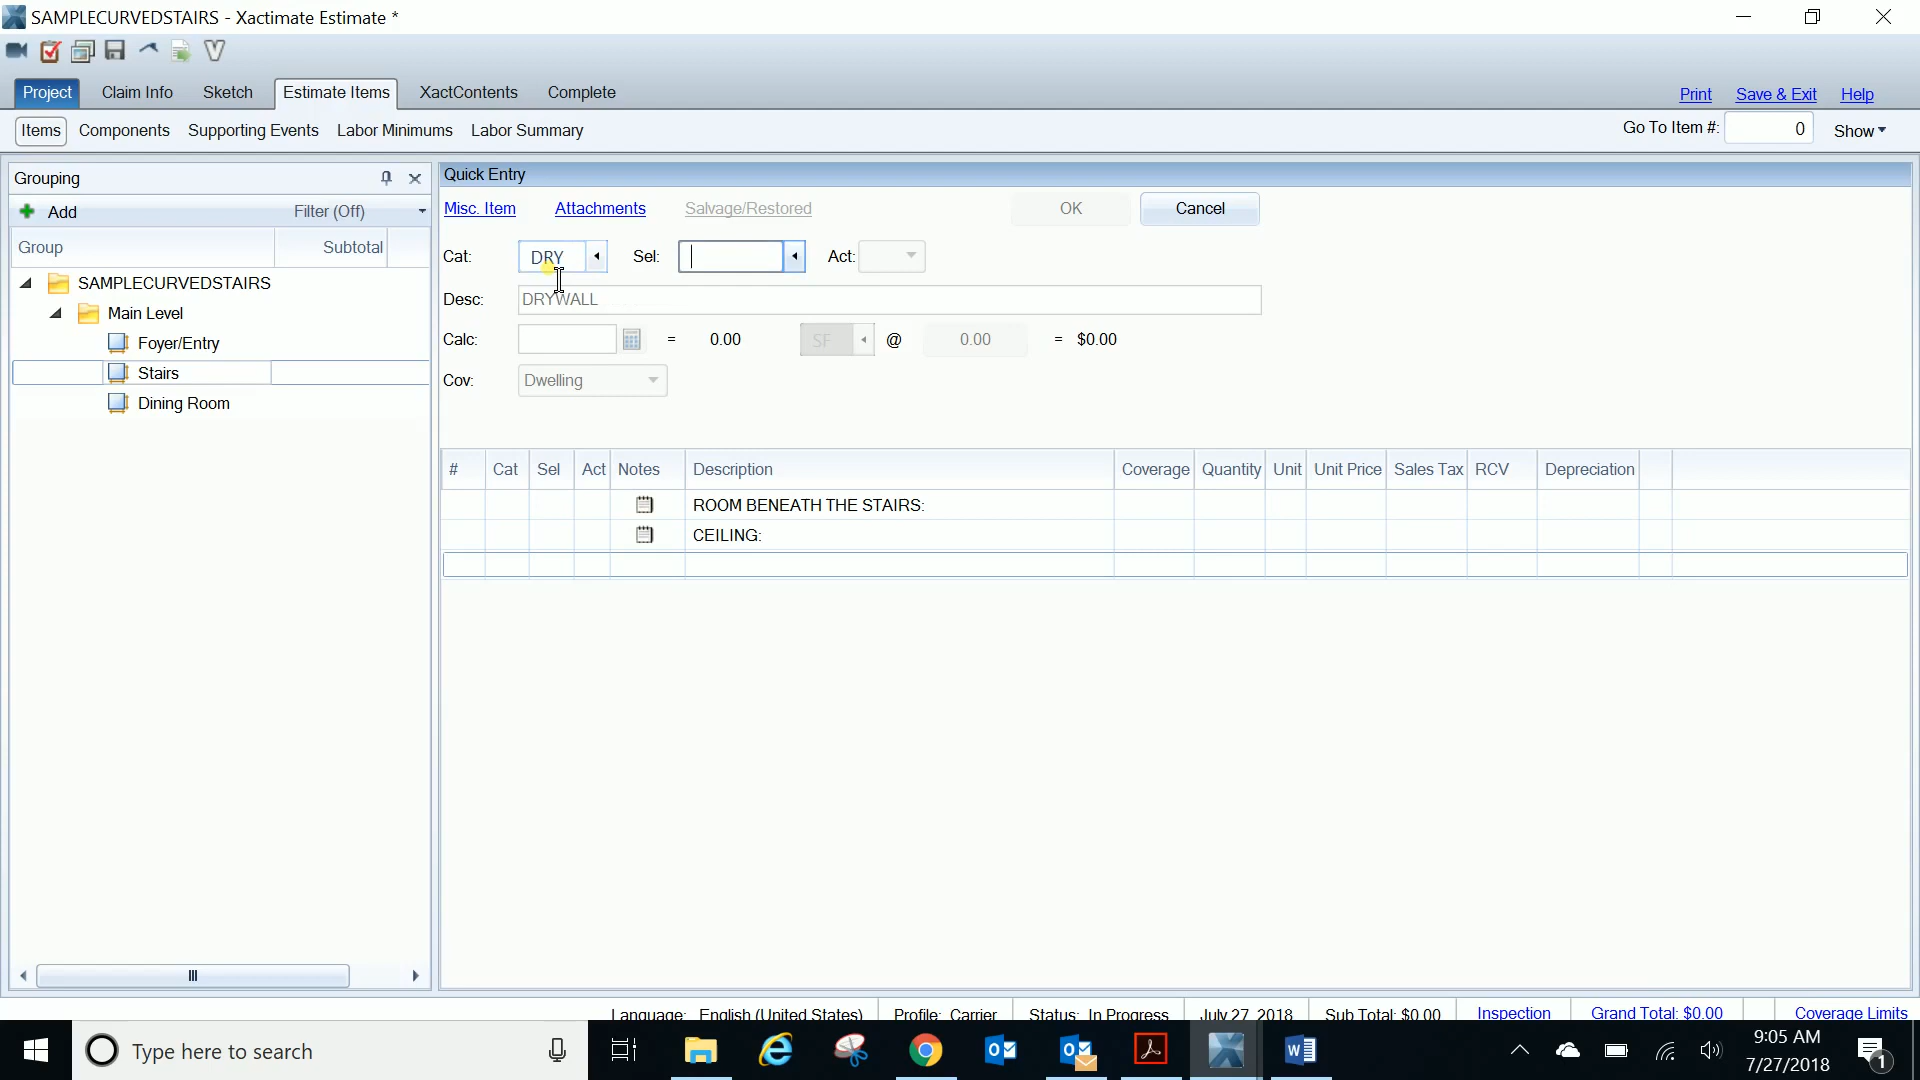 SAMPLECURVEDSTAIRS - Xactimate Estimate *
Project Claim Info Sketch Estimate Items XactContents Complete
Print Save & Exit Help
Items Components Supporting Events Labor Minimums Labor Summary
Go To Item #: 0 Show
Grouping
Add Filter (Off)
Group Subtotal
SAMPLECURVEDSTAIRS
Main Level
Foyer/Entry
Stairs
Dining Room
Quick Entry
Misc. Item Attachments Salvage/Restored OK Cancel
Cat: DRY Sel: Act:
Desc: DRYWALL
Calc: = 0.00 SF @ 0.00 = $0.00
Cov: Dwelling
# Cat Sel Act Notes Description Coverage Quantity Unit Unit Price Sales Tax RCV Depreciation
ROOM BENEATH THE STAIRS:
CEILING:
Language: English (United States) Profile: Carrier Status: In Progress July 27, 2018 Sub Total: $0.00 Inspection Grand Total: $0.00 Coverage Limits
Type here to search
9:05 AM
7/27/2018
1